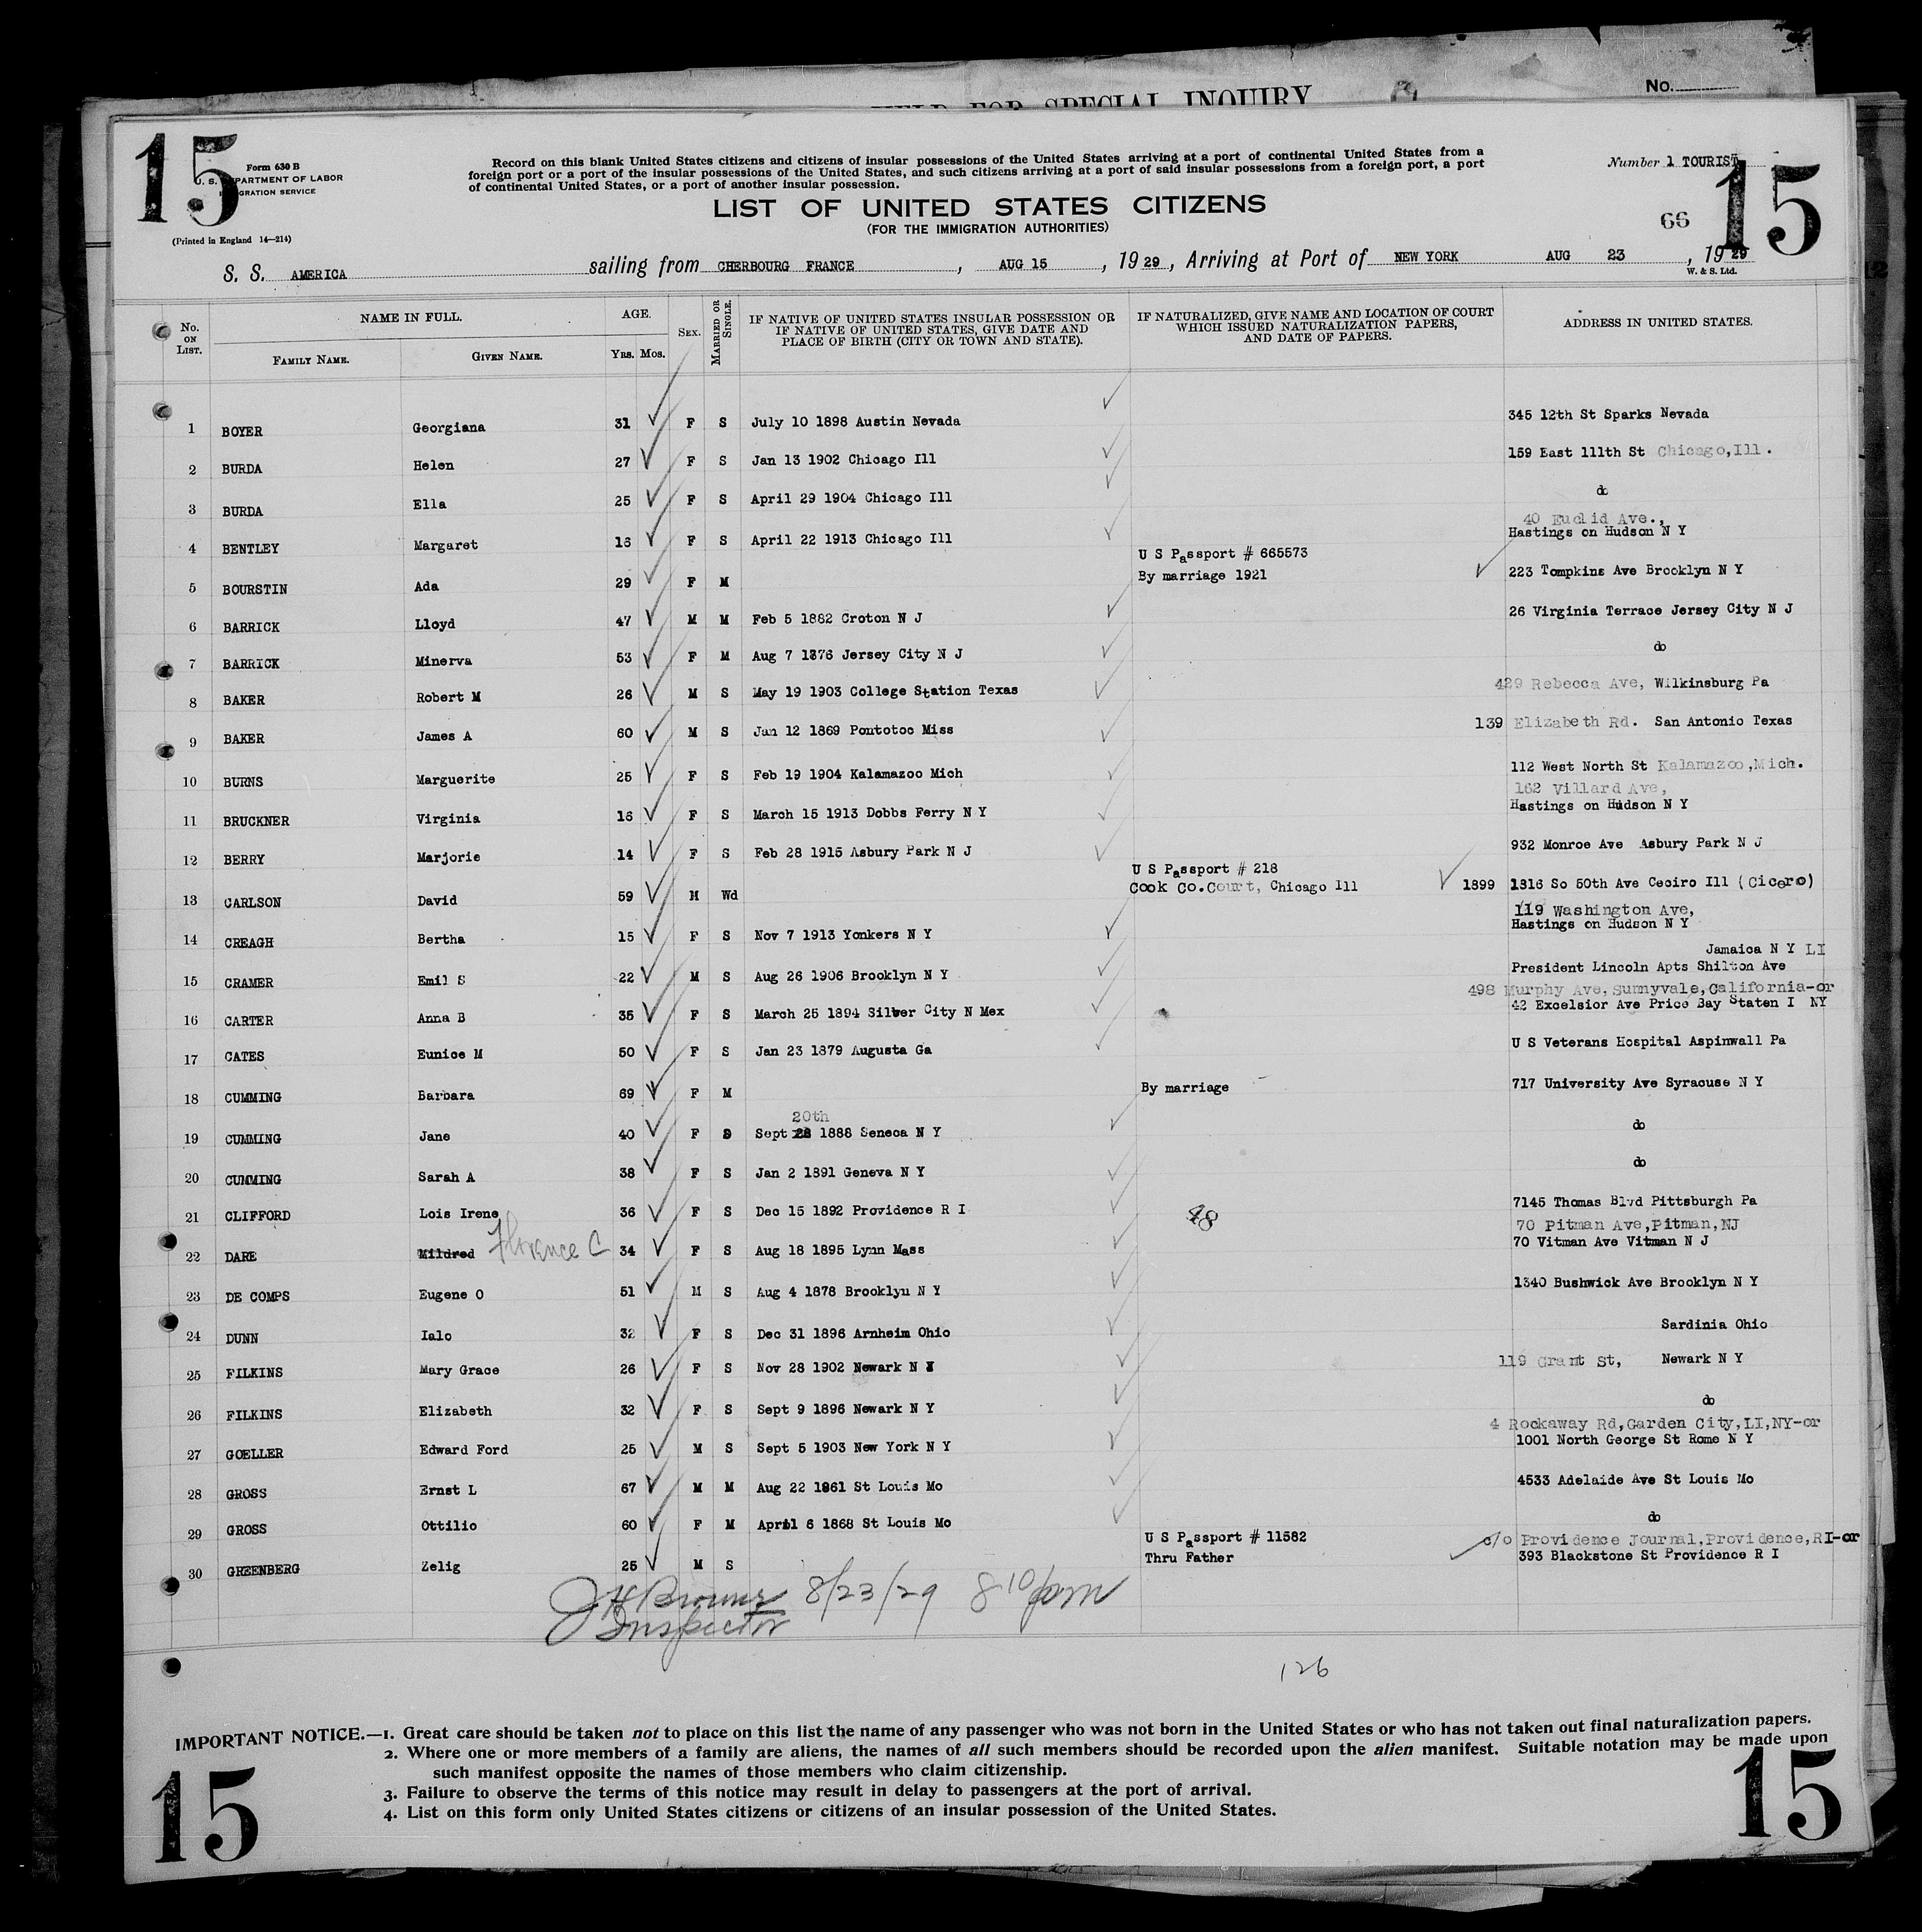 HELD FOR SPECIAL INQUIRY
No.
15
Form 630 B
U. S. DEPARTMENT OF LABOR
IMMIGRATION SERVICE
(Printed in England 14—214)
Record on this blank United States citizens and citizens of insular possessions of the United States arriving at a port of continental United States from a
foreign port or a port of the insular possessions of the United States, and such citizens arriving at a port of said insular possessions from a foreign port, a port
of continental United States, or a port of another insular possession.
Number 1 TOURIST
15
LIST OF UNITED STATES CITIZENS
(FOR THE IMMIGRATION AUTHORITIES)
66
S. S. AMERICA sailing from CHERBOURG FRANCE, AUG 15, 19 29, Arriving at Port of NEW YORK AUG 23, 19 29
W. & S. Ltd.
No. ON LIST. NAME IN FULL. FAMILY NAME. GIVEN NAME. AGE. YRS. MOS. SEX. MARRIED OR SINGLE. IF NATIVE OF UNITED STATES INSULAR POSSESSION OR IF NATIVE OF UNITED STATES, GIVE DATE AND PLACE OF BIRTH (CITY OR TOWN AND STATE). IF NATURALIZED, GIVE NAME AND LOCATION OF COURT WHICH ISSUED NATURALIZATION PAPERS, AND DATE OF PAPERS. ADDRESS IN UNITED STATES.
1 BOYER Georgiana 31 F S July 10 1898 Austin Nevada 345 12th St Sparks Nevada
2 BURDA Helen 27 F S Jan 13 1902 Chicago Ill 159 East 111th St Chicago,Ill.
3 BURDA Ella 25 F S April 29 1904 Chicago Ill do
40 Euclid Ave.,
4 BENTLEY Margaret 16 F S April 22 1913 Chicago Ill Hastings on Hudson N Y
U S Passport # 665573
5 BOURSTIN Ada 29 F M By marriage 1921 223 Tompkins Ave Brooklyn N Y
6 BARRICK Lloyd 47 M M Feb 5 1882 Croton N J 26 Virginia Terrace Jersey City N J
7 BARRICK Minerva 53 F M Aug 7 1876 Jersey City N J do
8 BAKER Robert M 26 M S May 19 1903 College Station Texas 429 Rebecca Ave, Wilkinsburg Pa
9 BAKER James A 60 M S Jan 12 1869 Pontotoc Miss 139 Elizabeth Rd. San Antonio Texas
10 BURNS Marguerite 25 F S Feb 19 1904 Kalamazoo Mich 112 West North St Kalamazoo,Mich.
162 Villard Ave,
11 BRUCKNER Virginia 16 F S March 15 1913 Dobbs Ferry N Y Hastings on Hudson N Y
12 BERRY Marjorie 14 F S Feb 28 1915 Asbury Park N J 932 Monroe Ave Asbury Park N J
U S Passport # 218
13 CARLSON David 59 M Wd Cook Co.Court, Chicago Ill 1899 1316 So 50th Ave Ceciro Ill (Cicero)
119 Washington Ave,
14 CREAGH Bertha 15 F S Nov 7 1913 Yonkers N Y Hastings on Hudson N Y
Jamaica N Y LI
15 CRAMER Emil S 22 M S Aug 26 1906 Brooklyn N Y President Lincoln Apts Shilton Ave
498 Murphy Ave, Sunnyvale, California-or
16 CARTER Anna B 35 F S March 25 1894 Silver City N Mex 42 Excelsior Ave Price Bay Staten I NY
17 CATES Eunice M 50 F S Jan 23 1879 Augusta Ga U S Veterans Hospital Aspinwall Pa
18 CUMMING Barbara 69 F M By marriage 717 University Ave Syracuse N Y
20th
19 CUMMING Jane 40 F S Sept 28 1888 Seneca N Y do
20 CUMMING Sarah A 38 F S Jan 2 1891 Geneva N Y do
21 CLIFFORD Lois Irene 36 F S Dec 15 1892 Providence R I 48 7145 Thomas Blvd Pittsburgh Pa
70 Pitman Ave,Pitman,NJ
22 DARE Mildred Florence C 34 F S Aug 18 1895 Lynn Mass 70 Vitman Ave Vitman N J
23 DE COMPS Eugene O 51 M S Aug 4 1878 Brooklyn N Y 1340 Bushwick Ave Brooklyn N Y
24 DUNN Ialo 32 F S Dec 31 1896 Arnheim Ohio Sardinia Ohio
25 FILKINS Mary Grace 26 F S Nov 28 1902 Newark N Y 119 Grant St, Newark N Y
26 FILKINS Elizabeth 32 F S Sept 9 1896 Newark N Y do
4 Rockaway Rd,Garden City,LI,NY-or
27 GOELLER Edward Ford 25 M S Sept 5 1903 New York N Y 1001 North George St Rome N Y
28 GROSS Ernst L 67 M M Aug 22 1861 St Louis Mo 4533 Adelaide Ave St Louis Mo
29 GROSS Ottilio 60 F M April 6 1868 St Louis Mo do
U S Passport # 11582 c/o Providence Journal,Providence,RI-or
30 GREENBERG Zelig 25 M S Thru Father 393 Blackstone St Providence R I
J H Browne 8/23/29 8 10/pm
Inspector
126
IMPORTANT NOTICE.—1. Great care should be taken not to place on this list the name of any passenger who was not born in the United States or who has not taken out final naturalization papers.
2. Where one or more members of a family are aliens, the names of all such members should be recorded upon the alien manifest. Suitable notation may be made upon
such manifest opposite the names of those members who claim citizenship.
3. Failure to observe the terms of this notice may result in delay to passengers at the port of arrival.
4. List on this form only United States citizens or citizens of an insular possession of the United States.
15
15